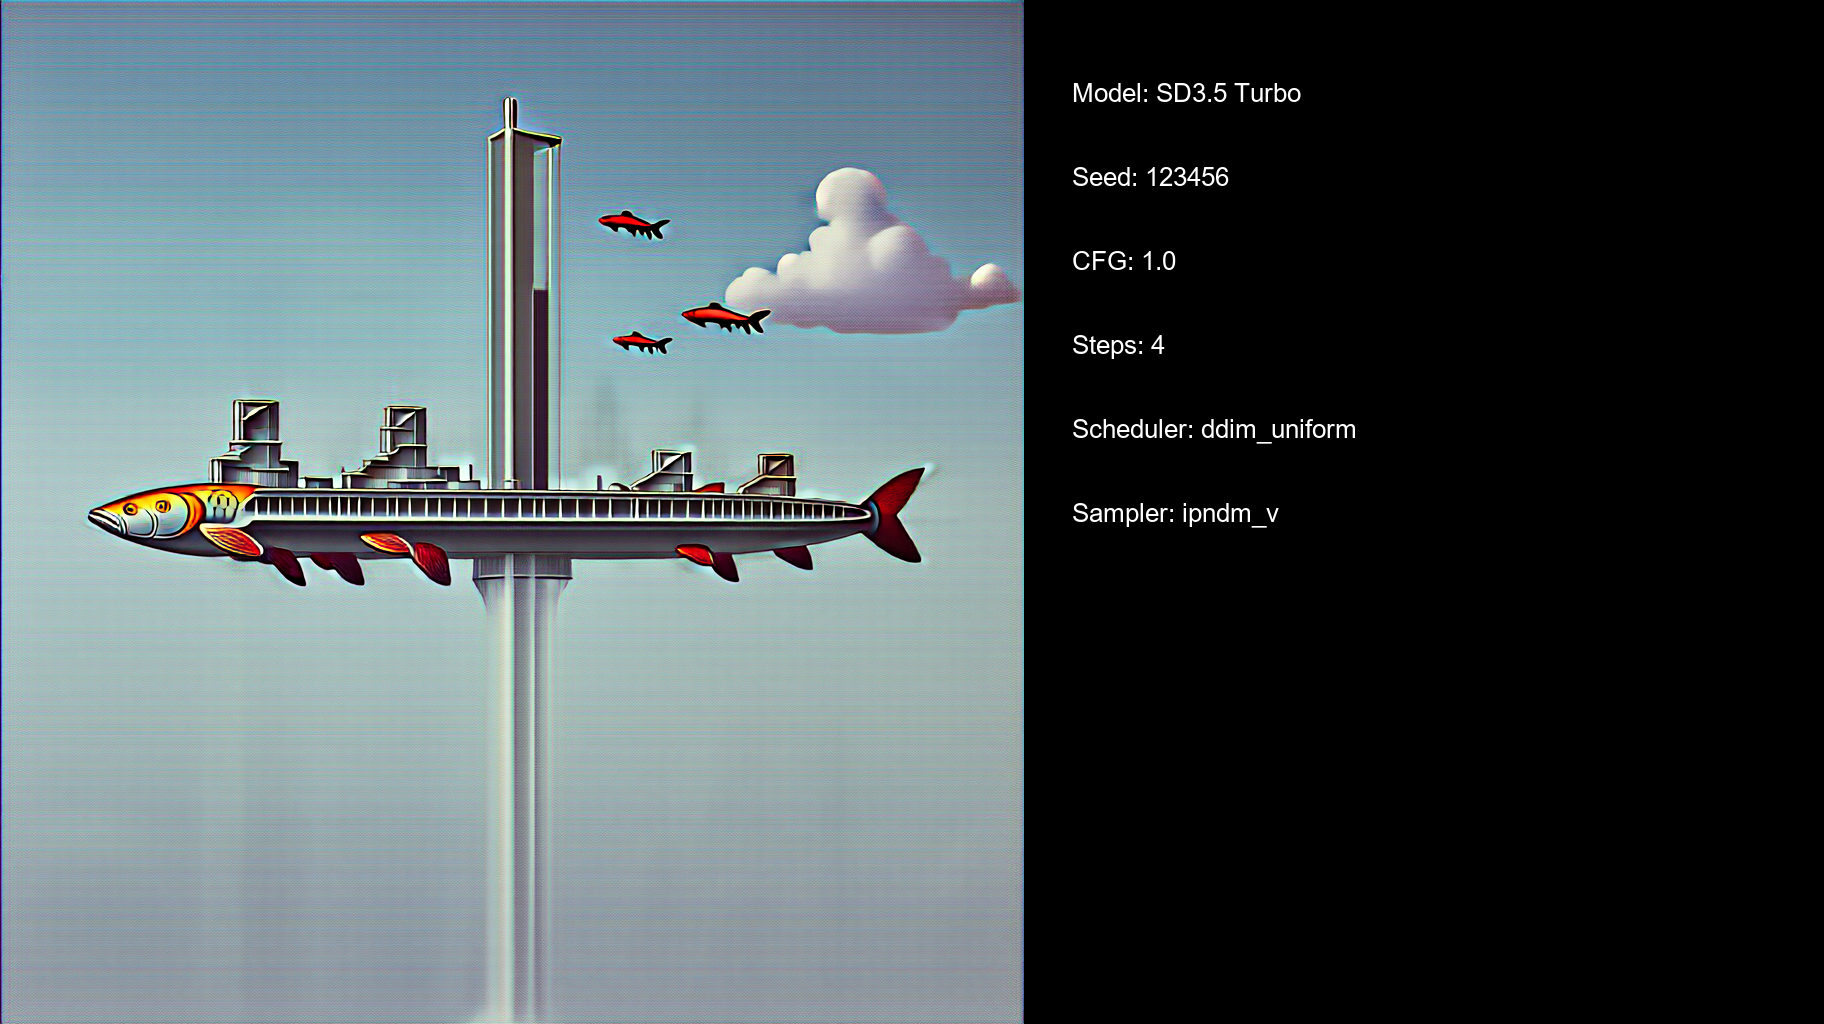 Model: SD3.5 Turbo
Seed: 123456
CFG: 1.0
Steps: 4
Scheduler: ddim_uniform
Sampler: ipndm_v